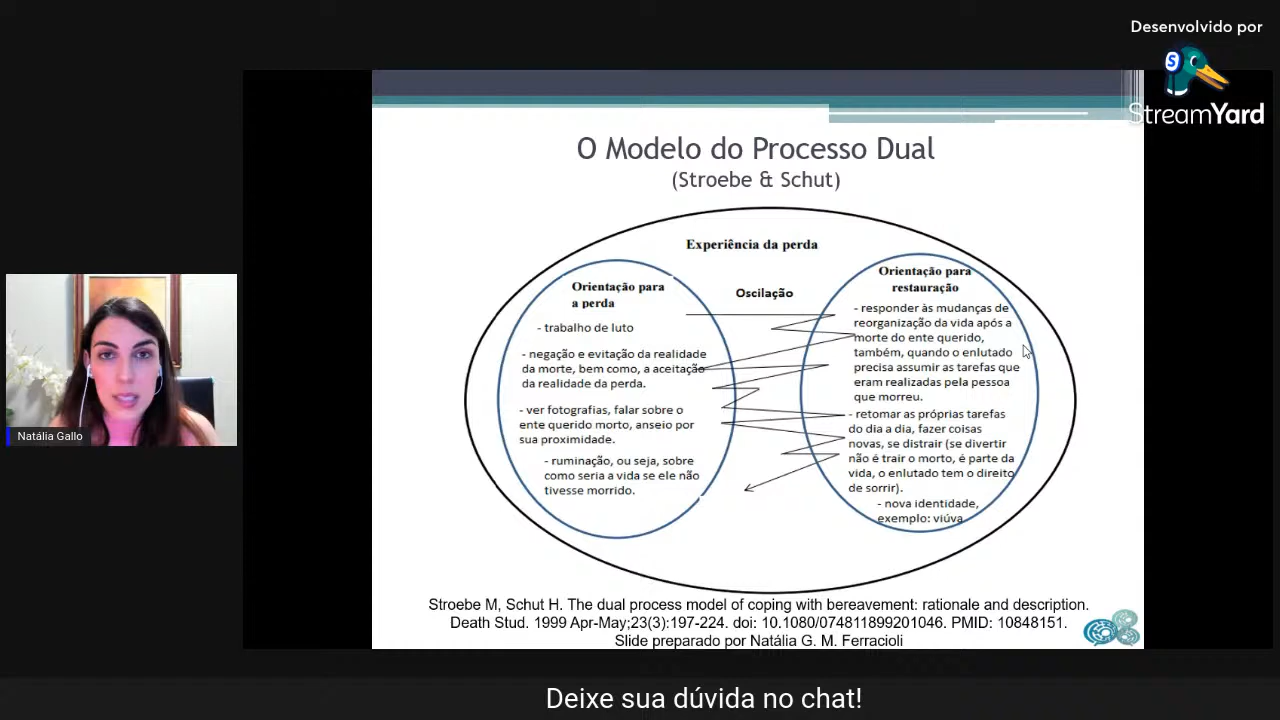 Desenvolvido por
StreamYard
O Modelo do Processo Dual
(Stroebe & Schut)
Experiência da perda
Orientação para
a perda
- trabalho de luto
- negação e evitação da realidade
da morte, bem como, a aceitação
da realidade da perda.
- ver fotografias, falar sobre o
ente querido morto, anseio por
sua proximidade.
- ruminação, ou seja, sobre
como seria a vida se ele não
tivesse morrido.
Oscilação
Orientação para
restauração
- responder às mudanças de
reorganização da vida após a
morte do ente querido,
também, quando o enlutado
precisa assumir as tarefas que
eram realizadas pela pessoa
que morreu.
- retomar as próprias tarefas
do dia a dia, fazer coisas
novas, se distrair (se divertir
não é trair o morto, é parte da
vida, o enlutado tem o direito
de sorrir).
- nova identidade,
exemplo: viúva.
Stroebe M, Schut H. The dual process model of coping with bereavement: rationale and description.
Death Stud. 1999 Apr-May;23(3):197-224. doi: 10.1080/074811899201046. PMID: 10848151.
Slide preparado por Natália G. M. Ferracioli
Natália Gallo
Deixe sua dúvida no chat!